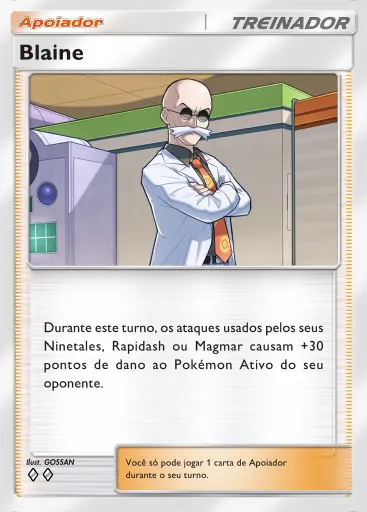 Apoiador
TREINADOR
Blaine
Durante este turno, os ataques usados pelos seus
Ninetales, Rapidash ou Magmar causam +30
pontos de dano ao Pokémon Ativo do seu
oponente.
Ilust. GOSSAN
Você só pode jogar 1 carta de Apoiador
durante o seu turno.